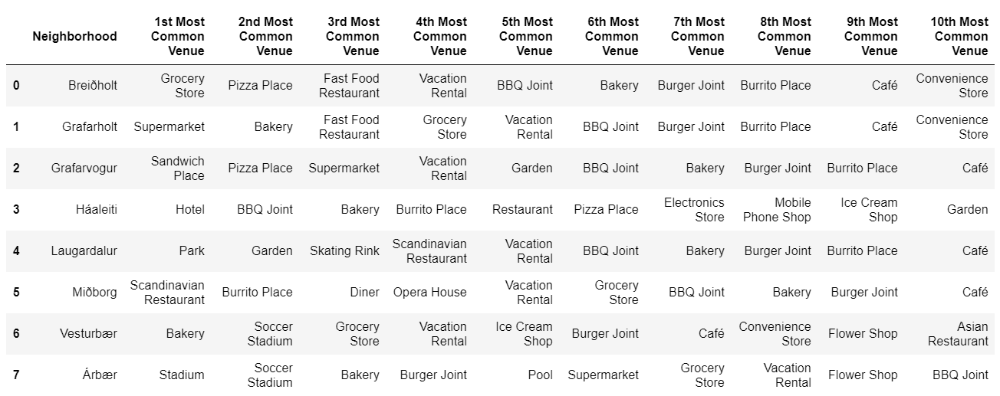 Neighborhood 1st Most Common Venue 2nd Most Common Venue 3rd Most Common Venue 4th Most Common Venue 5th Most Common Venue 6th Most Common Venue 7th Most Common Venue 8th Most Common Venue 9th Most Common Venue 10th Most Common Venue
0 Breiðholt Grocery Store Pizza Place Fast Food Restaurant Vacation Rental BBQ Joint Bakery Burger Joint Burrito Place Café Convenience Store
1 Grafarholt Supermarket Bakery Fast Food Restaurant Grocery Store Vacation Rental BBQ Joint Burger Joint Burrito Place Café Convenience Store
2 Grafarvogur Sandwich Place Pizza Place Supermarket Vacation Rental Garden BBQ Joint Bakery Burger Joint Burrito Place Café
3 Háaleiti Hotel BBQ Joint Bakery Burrito Place Restaurant Pizza Place Electronics Store Mobile Phone Shop Ice Cream Shop Garden
4 Laugardalur Park Garden Skating Rink Scandinavian Restaurant Vacation Rental BBQ Joint Bakery Burger Joint Burrito Place Café
5 Miðborg Scandinavian Restaurant Burrito Place Diner Opera House Vacation Rental Grocery Store BBQ Joint Bakery Burger Joint Café
6 Vesturbær Bakery Soccer Stadium Grocery Store Vacation Rental Ice Cream Shop Burger Joint Café Convenience Store Flower Shop Asian Restaurant
7 Árbær Stadium Soccer Stadium Bakery Burger Joint Pool Supermarket Grocery Store Vacation Rental Flower Shop BBQ Joint